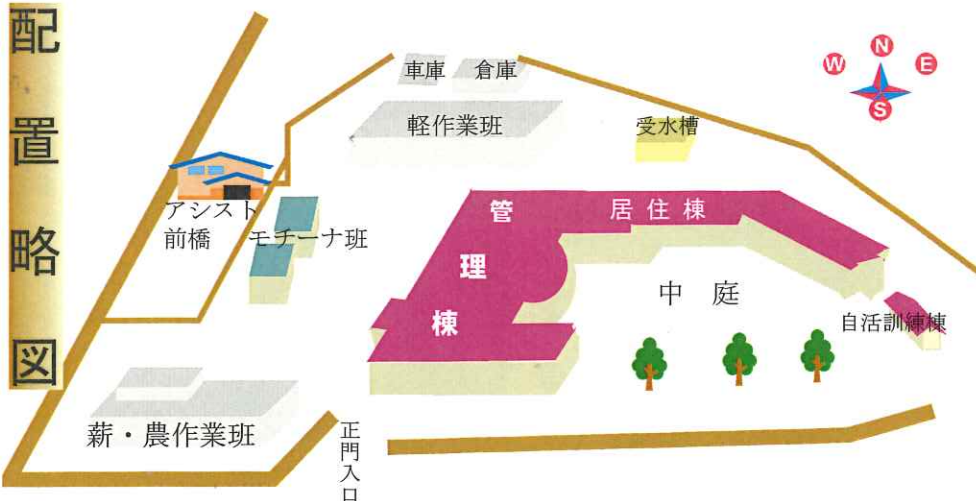 配置略図
車庫
倉庫
N
W
E
S
軽作業班
受水槽
アシスト
前橋
モチーナ班
管理棟
居住棟
中庭
自活訓練棟
薪・農作業班
正門入口